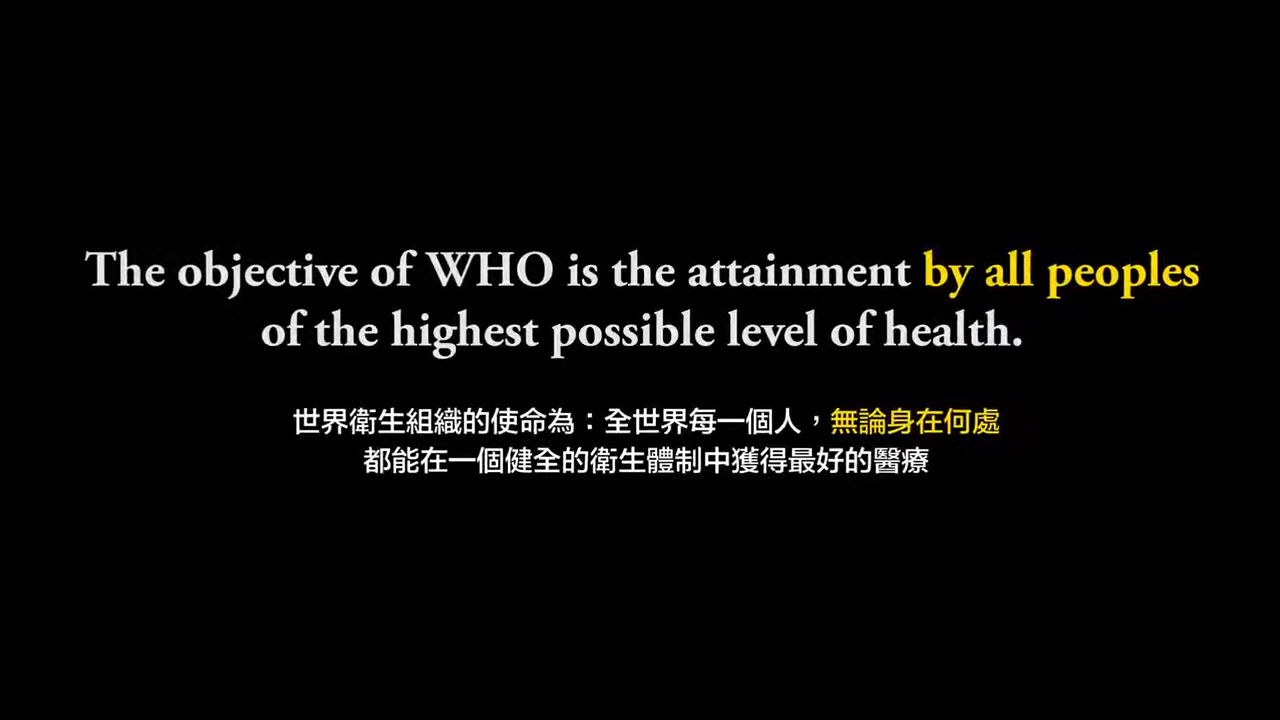 The objective of WHO is the attainment by all peoples
of the highest possible level of health.
世界衛生組織的使命為：全世界每一個人，無論身在何處
都能在一個健全的衛生體制中獲得最好的醫療